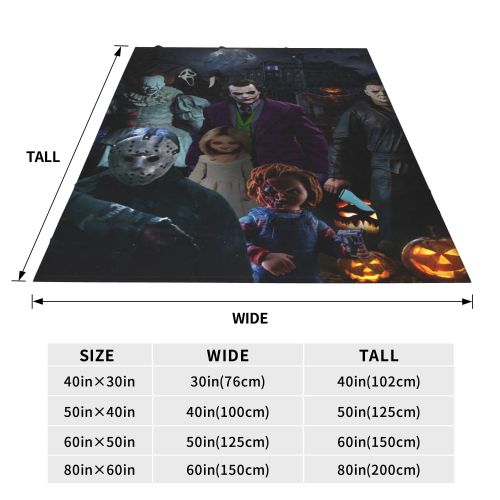 TALL
WIDE
SIZE WIDE TALL
40in×30in 30in(76cm) 40in(102cm)
50in×40in 40in(100cm) 50in(125cm)
60in×50in 50in(125cm) 60in(150cm)
80in×60in 60in(150cm) 80in(200cm)